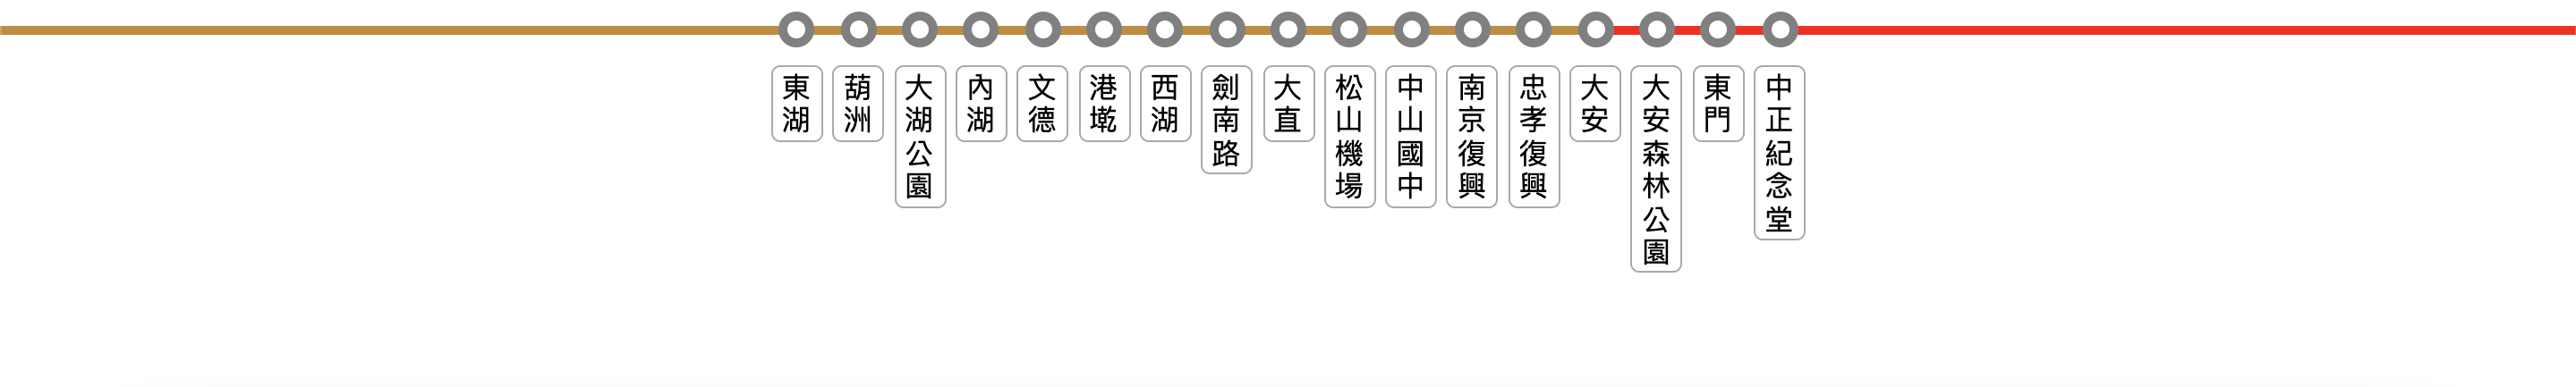 東湖
葫洲
大湖公園
內湖
文德
港墘
西湖
劍南路
大直
松山機場
中山國中
南京復興
忠孝復興
大安
大安森林公園
東門
中正紀念堂